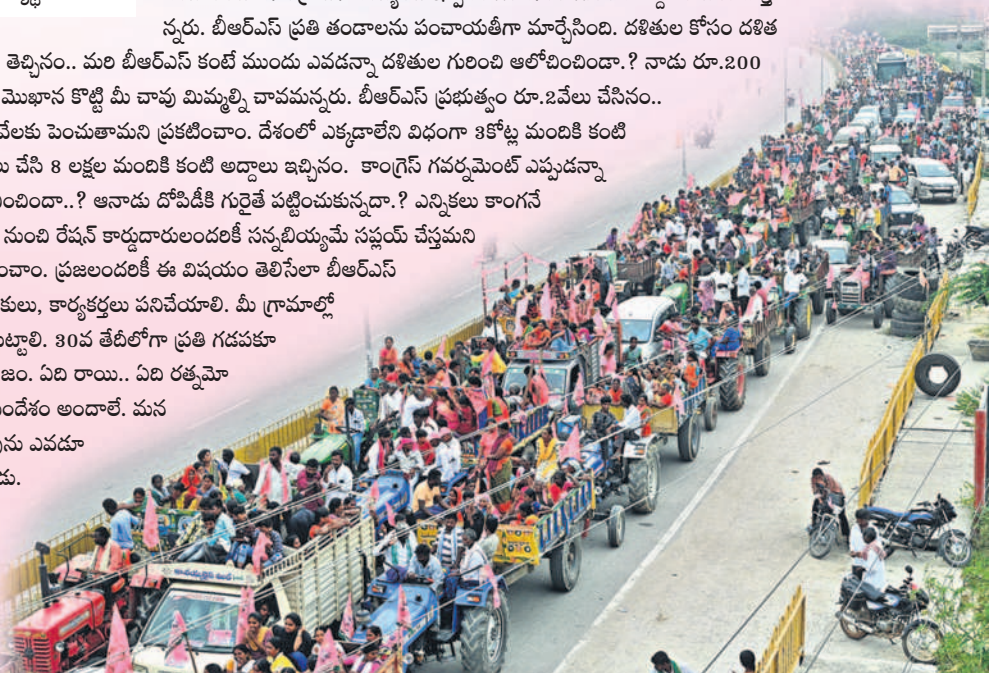 న్నరు. బీఆర్ఎస్ ప్రతి తండాలను పంచాయతీగా మార్చేసింది. దళితుల కోసం దళిత
తెచ్చినం.. మరి బీఆర్ఎస్ కంటే ముందు ఎవడన్నా దళితుల గురించి ఆలోచించిండా.? నాడు రూ.200
మొఖాన కొట్టి మీ చావు మిమ్మల్ని చావమన్నరు. బీఆర్ఎస్ ప్రభుత్వం రూ.2వేలు చేసినం..
వేలకు పెంచుతామని ప్రకటించాం. దేశంలో ఎక్కడాలేని విధంగా 3కోట్ల మందికి కంటి
చేసి 8 లక్షల మందికి కంటి అద్దాలు ఇచ్చినం. కాంగ్రెస్ గవర్నమెంట్ ఎప్పుడన్నా
ఆనాడు దోపిడీకి గురైతే పట్టించుకున్నదా.? ఎన్నికలు కాంగనే
నుంచి రేషన్ కార్డుదారులందరికీ సన్నబియ్యమే సప్లయ్ చేస్తమని
ప్రజలందరికీ ఈ విషయం తెలిసేలా బీఆర్ఎస్
కార్యకర్తలు పనిచేయాలి. మీ గ్రామాల్లో
30వ తేదీలోగా ప్రతి గడపకూ
ఏది రాయి.. ఏది రత్నమో
అందాలే. మన
ఎవడూ